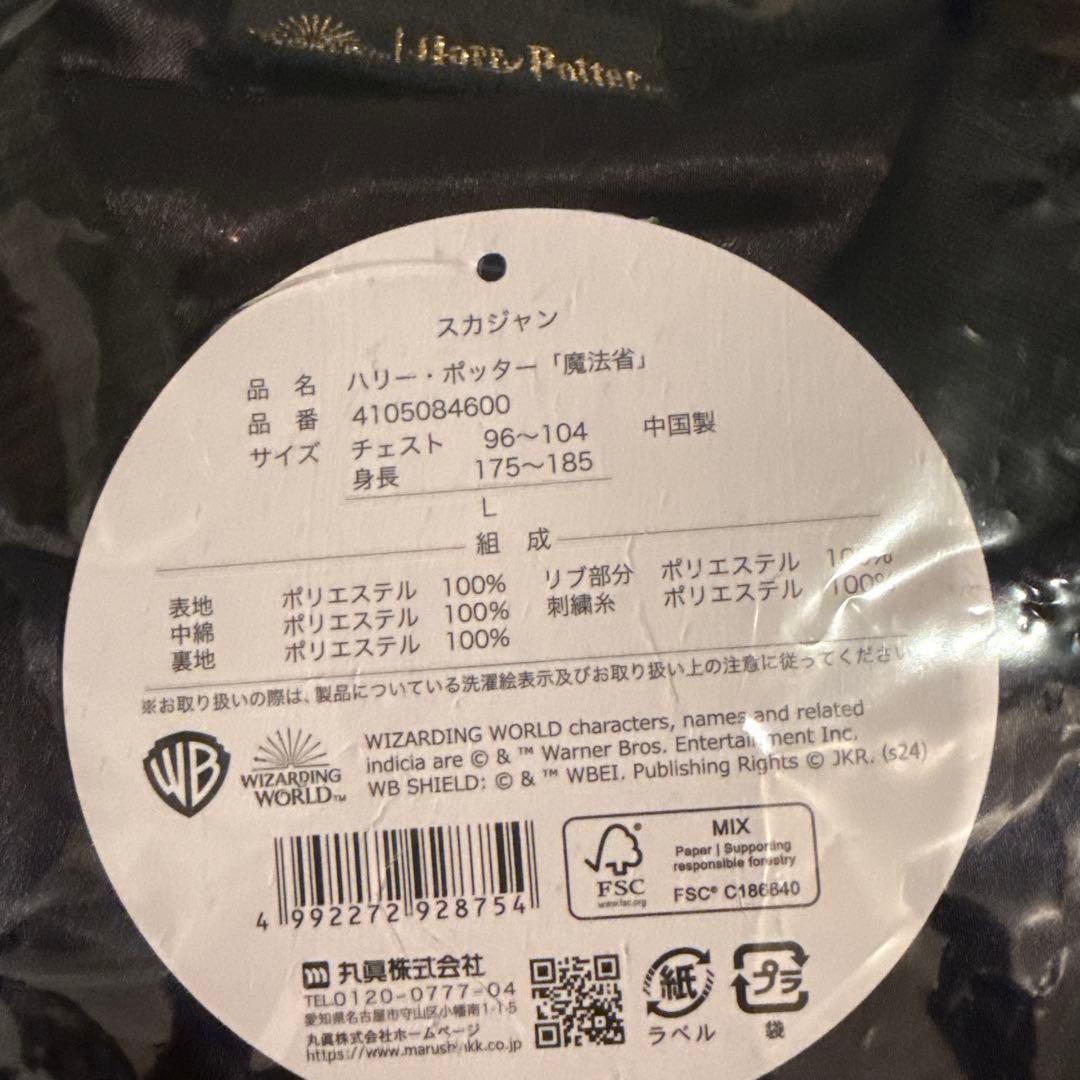 Harry Potter
スカジャン
品 名 ハリー・ポッター「魔法省」
品 番 4105084600
サイズ チェスト 96～104 中国製
身長 175～185
L
組 成
表地 ポリエステル 100% リブ部分 ポリエステル 100%
中綿 ポリエステル 100% 刺繍糸 ポリエステル 100%
裏地 ポリエステル 100%
※お取り扱いの際は、製品についている洗濯絵表示及びお取り扱い上の注意に従ってください
WB WIZARDING WORLD™
WIZARDING WORLD characters, names and related
indicia are © & ™ Warner Bros. Entertainment Inc.
WB SHIELD: © & ™ WBEI. Publishing Rights © JKR. (s24)
4 992272 928754
FSC
www.fsc.org
MIX
Paper | Supporting
responsible forestry
FSC® C186840
m 丸眞株式会社
TEL0120-0777-04
愛知県名古屋市守山区小幡南1-1-5
丸眞株式会社ホームページ
https://www.marushinkk.co.jp
紙
ラベル
プラ
袋